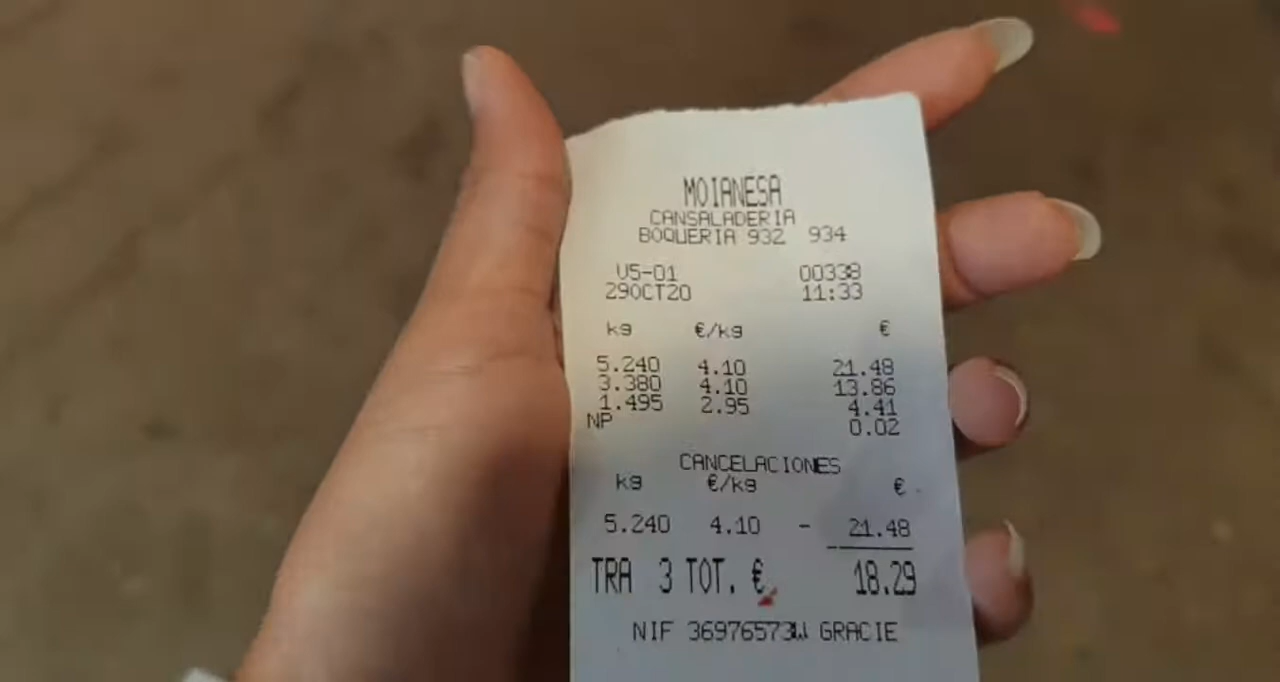 MOIANESA
CANSALADERIA
BOQUERIA 932 934
V5-01 00338
29OCT20 11:33
kg €/kg €
5.240 4.10 21.48
3.380 4.10 13.86
1.495 2.95 4.41
NP 0.02
CANCELACIONES
kg €/kg €
5.240 4.10 - 21.48
TRA 3 TOT. € 18.29
NIF 36976573W GRACIE